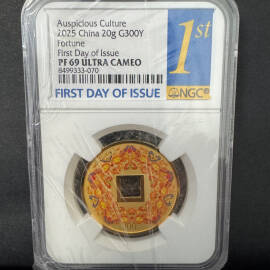 Auspicious Culture
2025 China 20g G300Y
Fortune
First Day of Issue
PF 69 ULTRA CAMEO
8499333-070
1st
FIRST DAY OF ISSUE
NGC